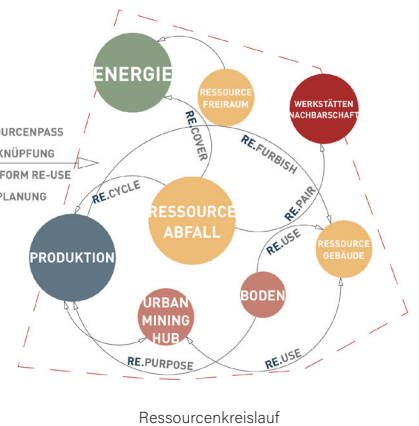 ENERGIE
RESSOURCE
FREIRAUM
WERKSTÄTTEN
NACHBARSCHAFT
RE.COVER
RE.FURBISH
URCENPASS
KNÜPFUNG
FORM RE-USE
PLANUNG
RE.CYCLE
RE.PAIR
RESSOURCE
ABFALL
PRODUKTION
RE.USE
RESSOURCE
GEBÄUDE
BODEN
URBAN
MINING
HUB
RE.PURPOSE
RE.USE
Ressourcenkreislauf